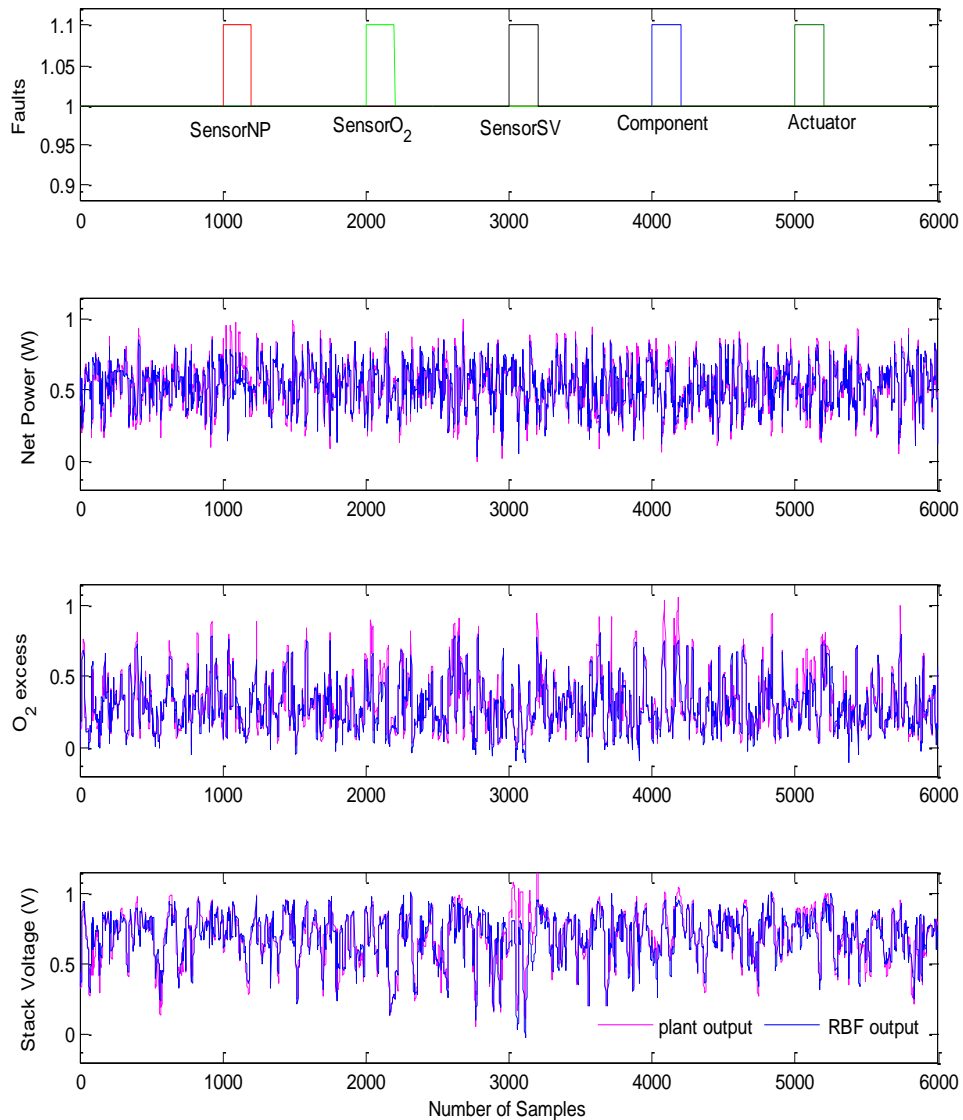 1.1
1.05
1
0.95
0.9
Faults
SensorNP
SensorO2
SensorSV
Component
Actuator
0 1000 2000 3000 4000 5000 6000
1
0.5
0
Net Power (W)
0 1000 2000 3000 4000 5000 6000
1
0.5
0
O2 excess
0 1000 2000 3000 4000 5000 6000
1
0.5
0
Stack Voltage (V)
plant output
RBF output
0 1000 2000 3000 4000 5000 6000
Number of Samples